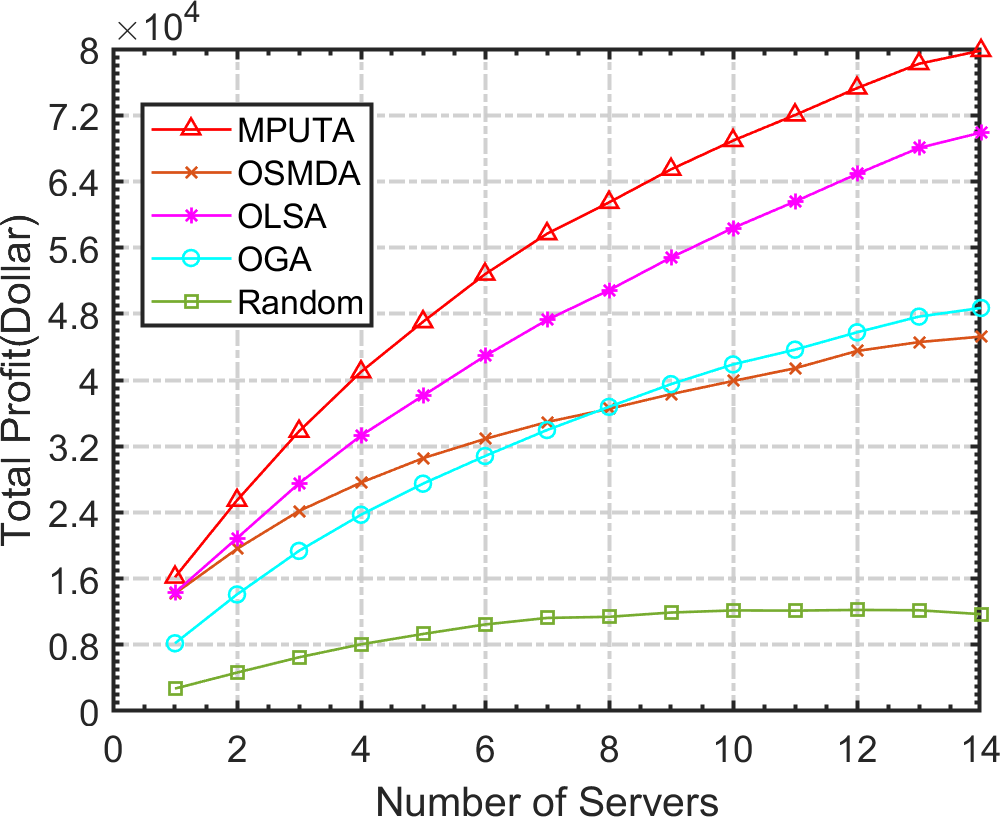 ×10⁴
8
7.2
6.4
5.6
4.8
4
3.2
2.4
1.6
0.8
0
Total Profit(Dollar)
MPUTA
OSMDA
OLSA
OGA
Random
0 2 4 6 8 10 12 14
Number of Servers